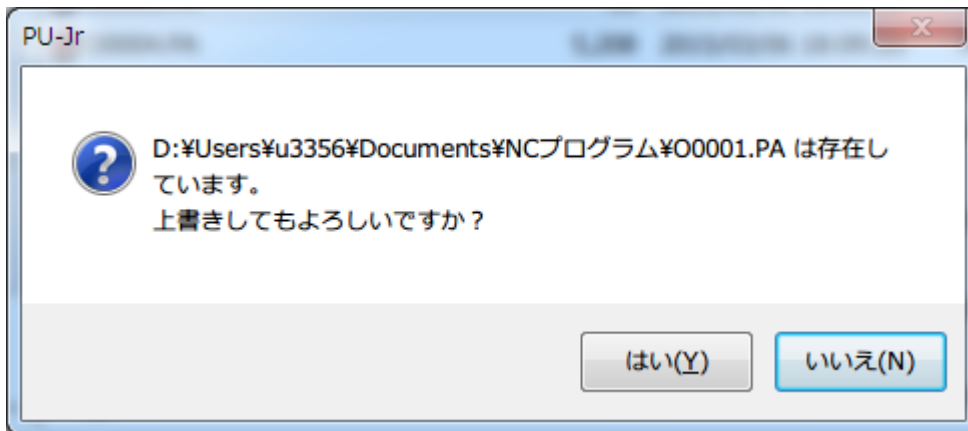 PU-Jr
D:¥Users¥u3356¥Documents¥NCプログラム¥O0001.PA は存在し
ています。
上書きしてもよろしいですか？
はい(Y)
いいえ(N)